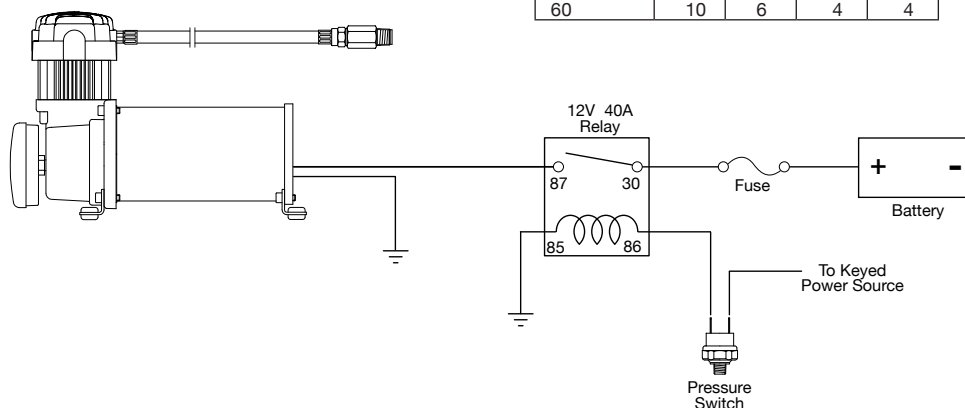 60 10 6 4 4
12V 40A
Relay
87 30
Fuse
+ -
Battery
85 86
To Keyed
Power Source
Pressure
Switch